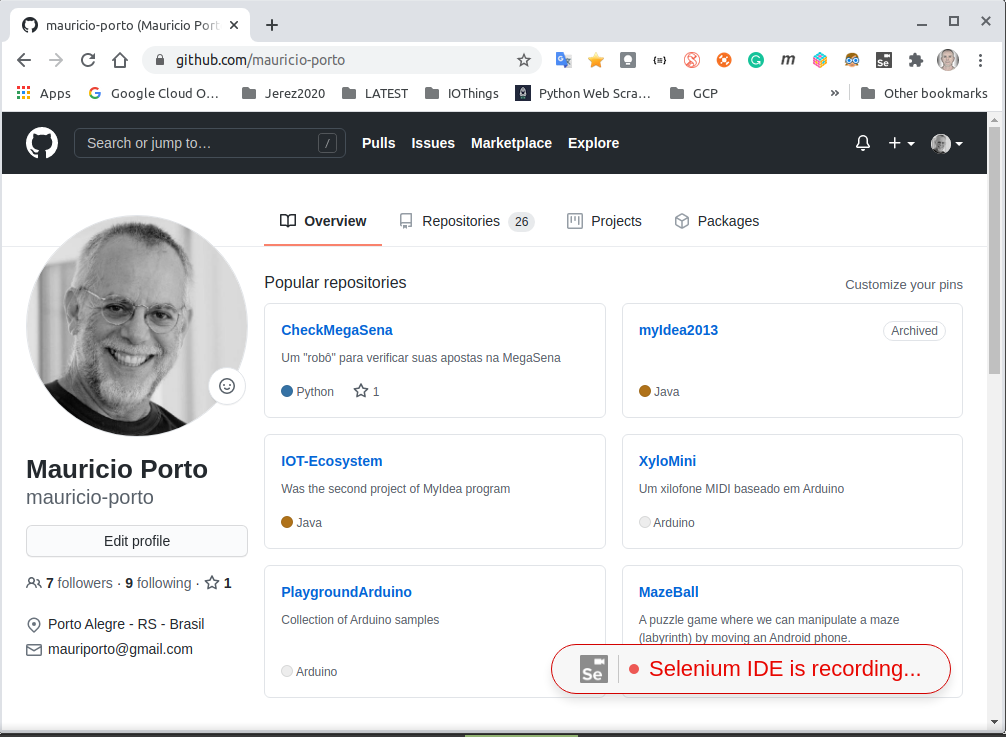 mauricio-porto (Mauricio Port
github.com/mauricio-porto
{≡}
m
Se
Apps
Google Cloud O…
Jerez2020
LATEST
IOThings
Python Web Scra…
GCP
»
Other bookmarks
Search or jump to…
/
Pulls
Issues
Marketplace
Explore
Overview
Repositories 26
Projects
Packages
Popular repositories
Customize your pins
CheckMegaSena
Um "robô" para verificar suas apostas na MegaSena
Python
1
myIdea2013
Archived
Java
IOT-Ecosystem
Was the second project of MyIdea program
Java
XyloMini
Um xilofone MIDI baseado em Arduino
Arduino
PlaygroundArduino
Collection of Arduino samples
Arduino
MazeBall
A puzzle game where we can manipulate a maze
(labyrinth) by moving an Android phone.
Mauricio Porto
mauricio-porto
Edit profile
7 followers · 9 following · 1
Porto Alegre - RS - Brasil
mauriporto@gmail.com
Se
Selenium IDE is recording...